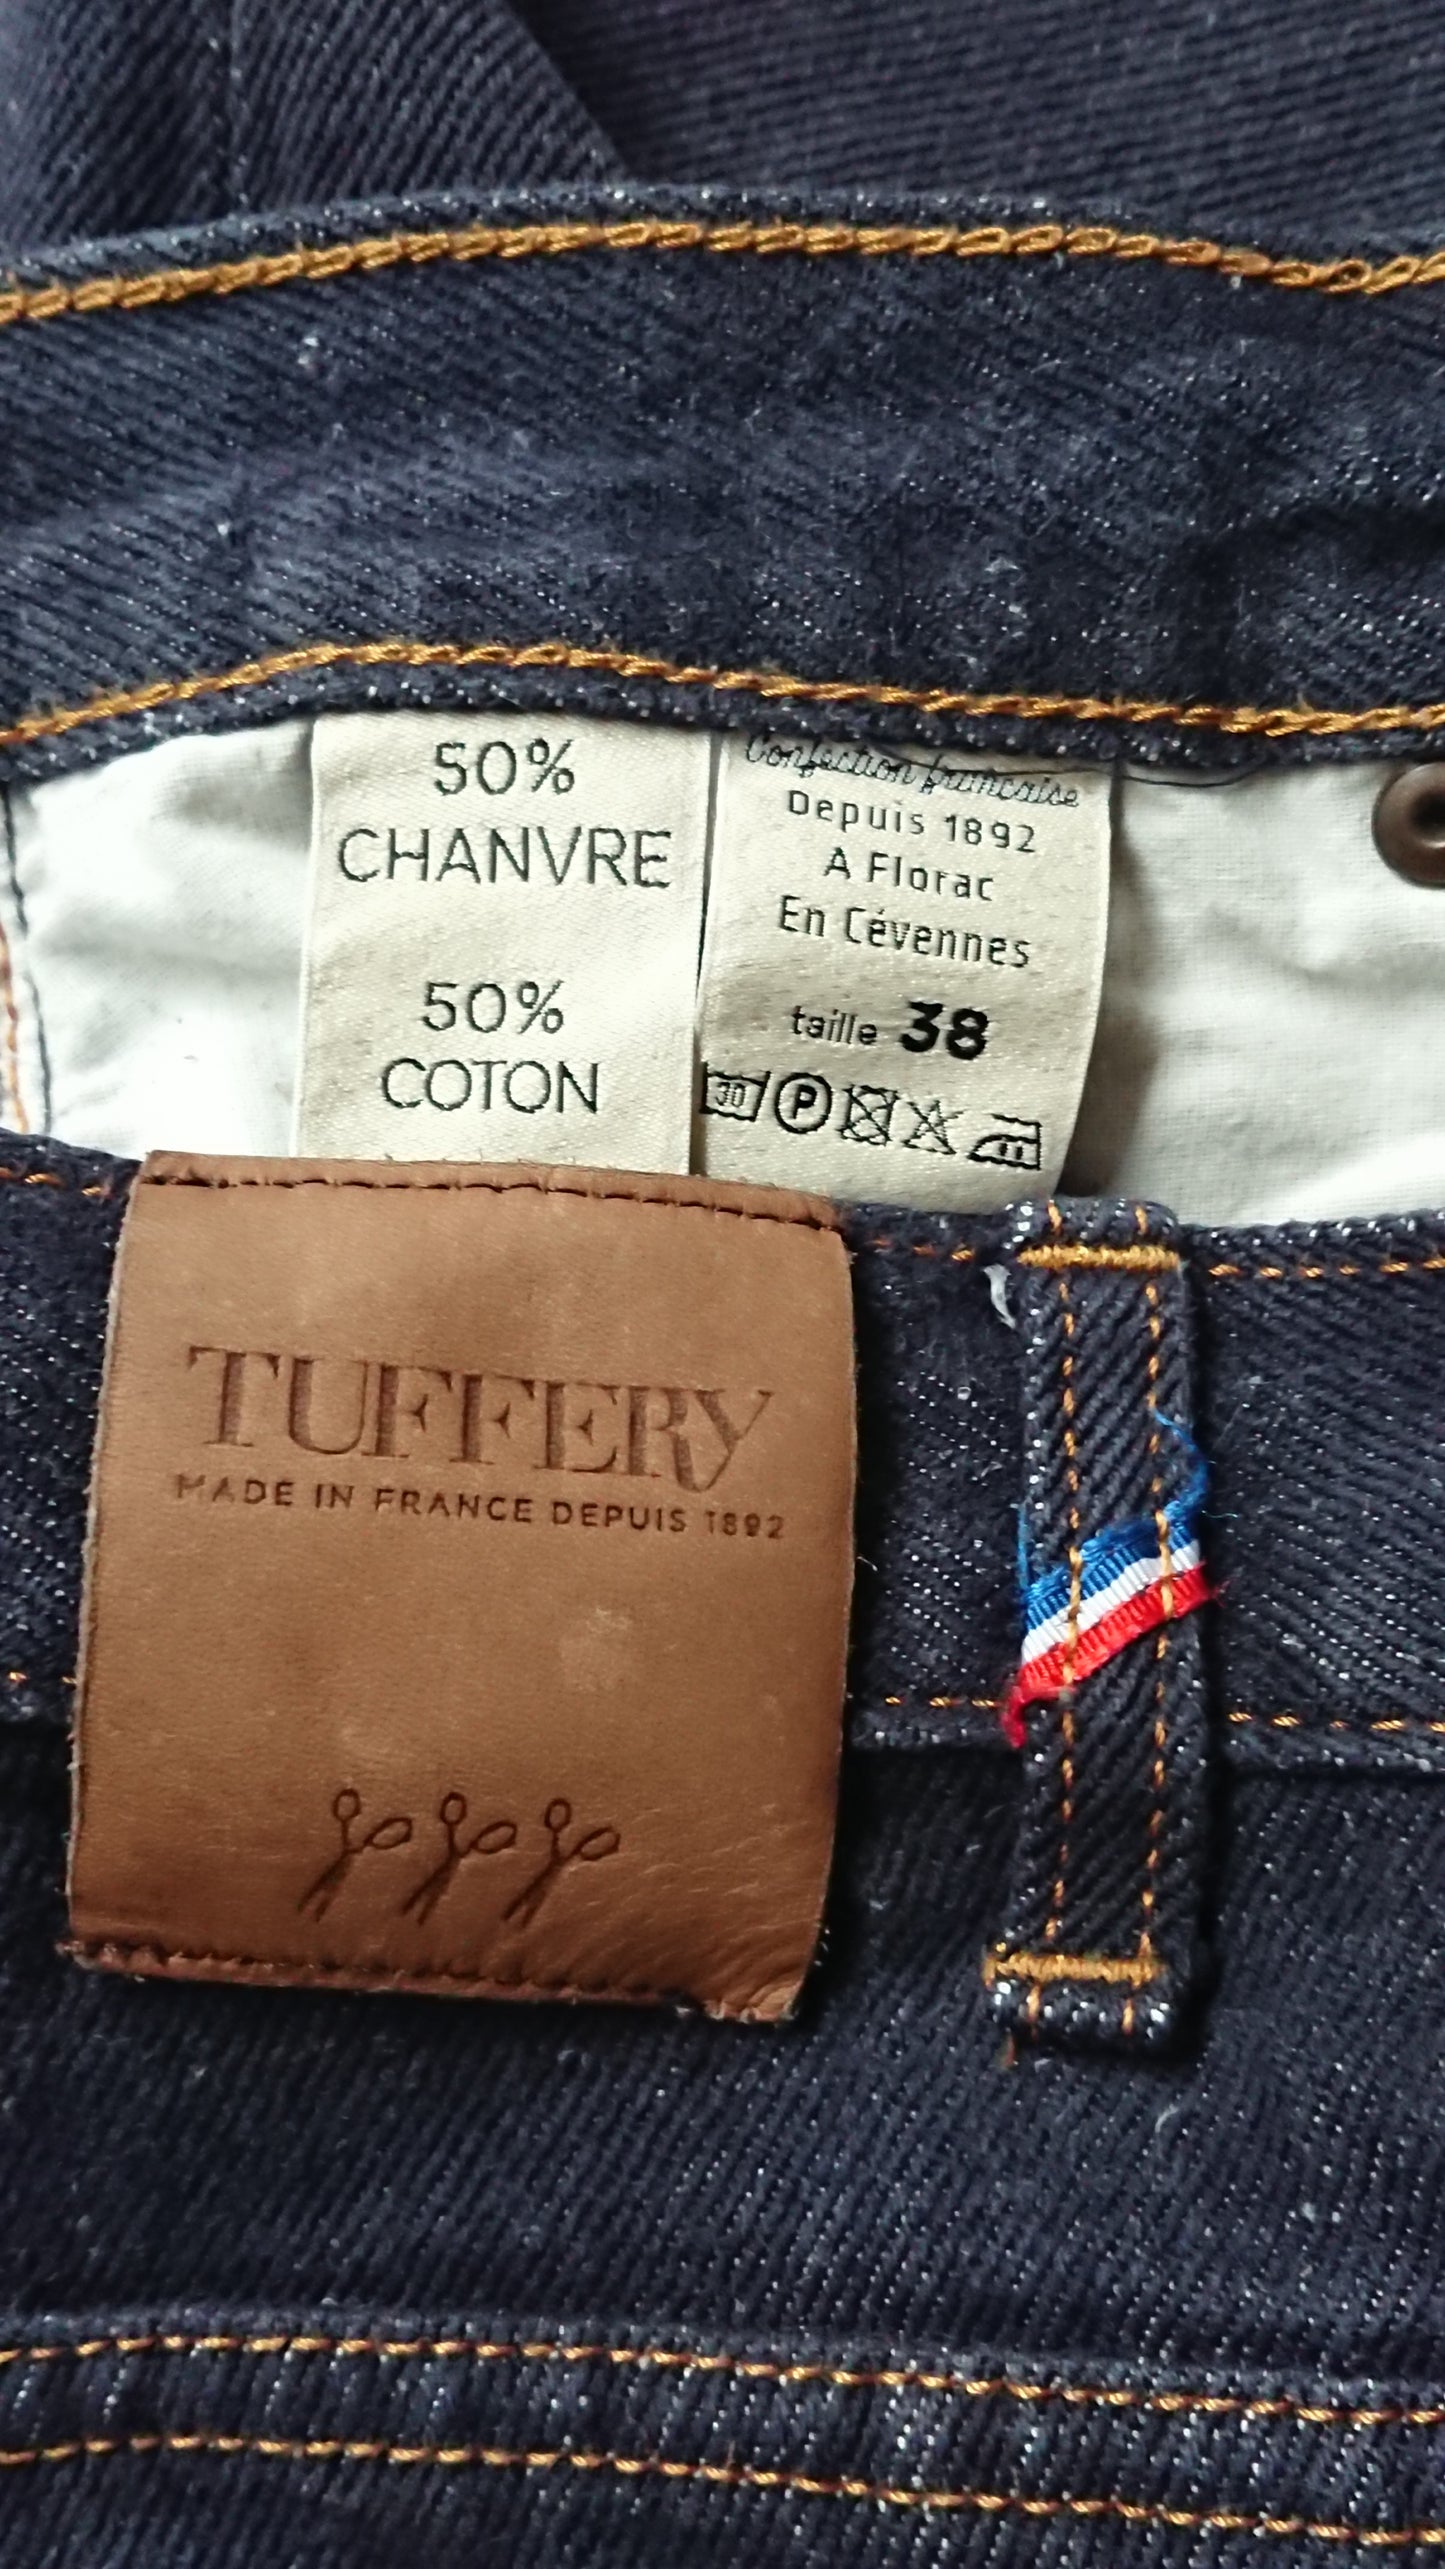 50%
CHANVRE
50%
COTON
Confection française
Depuis 1892
A Florac
En Cévennes
taille 38
30 P
TUFFERY
MADE IN FRANCE DEPUIS 1892